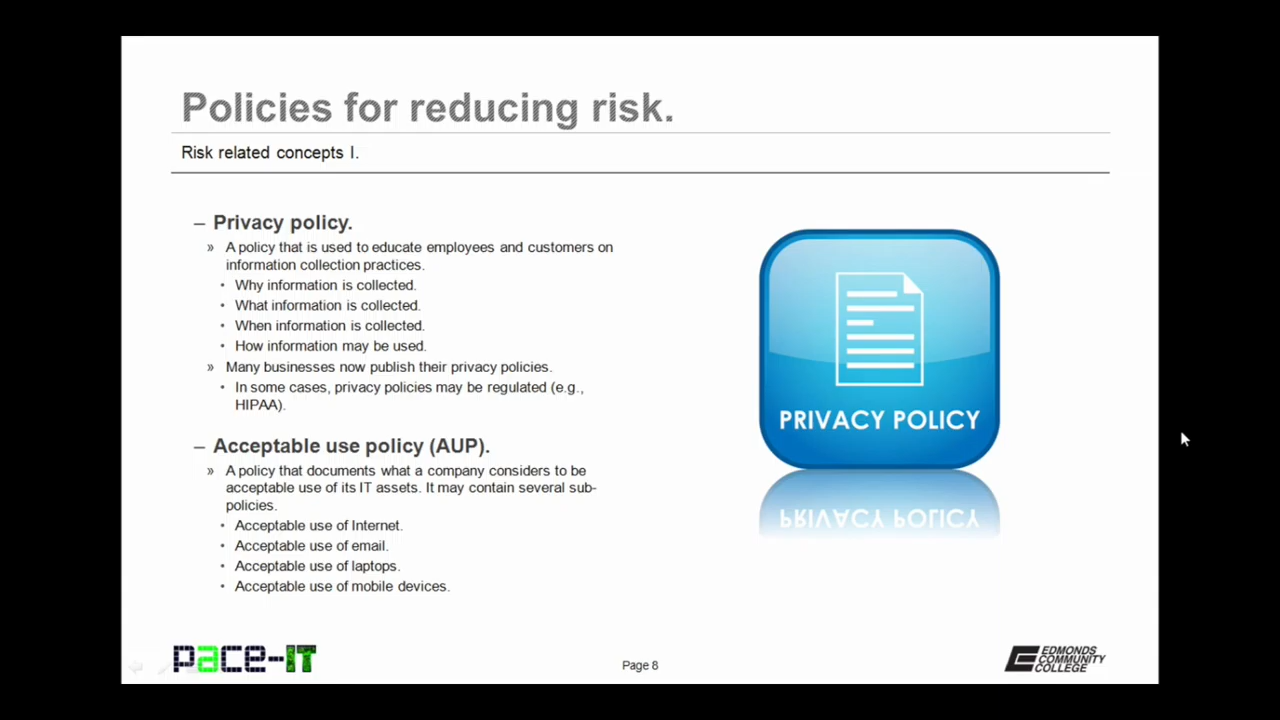 Policies for reducing risk.
Risk related concepts I.
– Privacy policy.
» A policy that is used to educate employees and customers on
information collection practices.
• Why information is collected.
• What information is collected.
• When information is collected.
• How information may be used.
» Many businesses now publish their privacy policies.
• In some cases, privacy policies may be regulated (e.g.,
HIPAA).
– Acceptable use policy (AUP).
» A policy that documents what a company considers to be
acceptable use of its IT assets. It may contain several sub-
policies.
• Acceptable use of Internet.
• Acceptable use of email.
• Acceptable use of laptops.
• Acceptable use of mobile devices.
PRIVACY POLICY
PRIVACY POLICY
pace-IT
Page 8
EDMONDS
COMMUNITY
COLLEGE